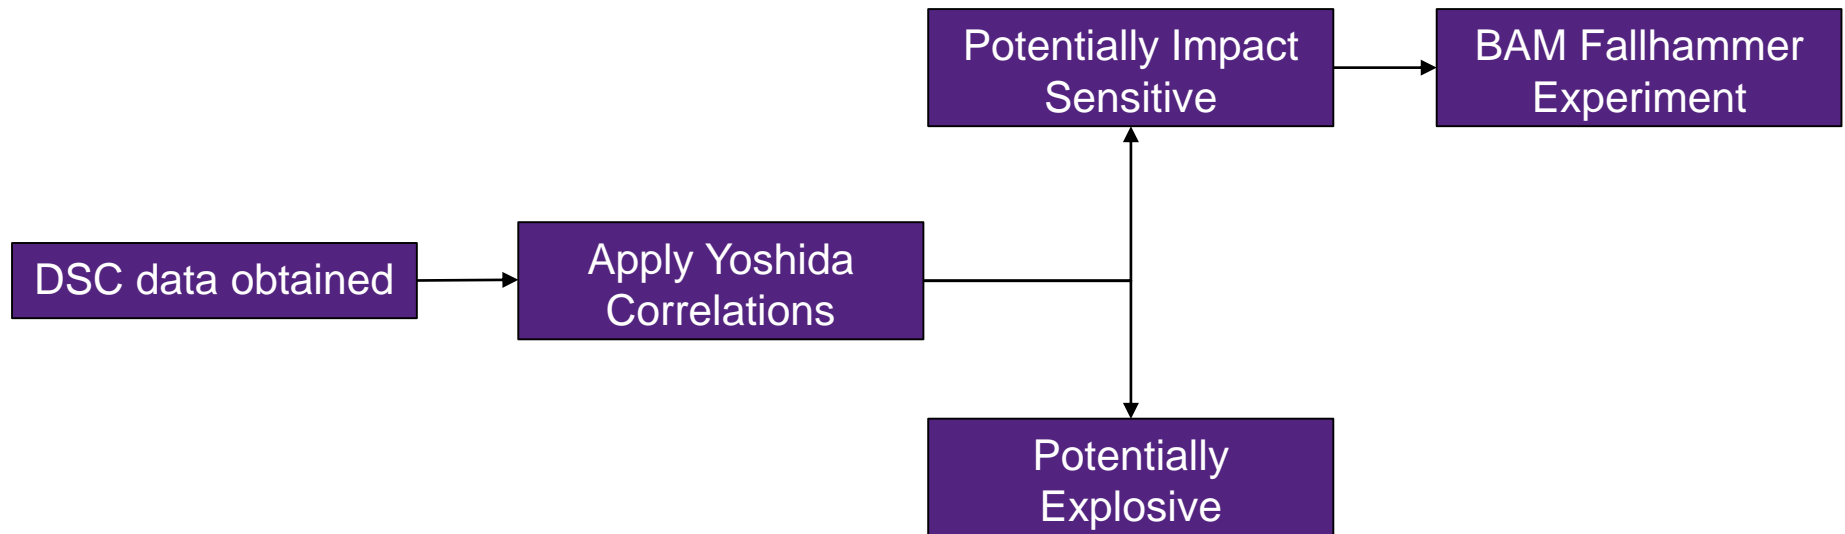 Potentially Impact
Sensitive
BAM Fallhammer
Experiment
DSC data obtained
Apply Yoshida
Correlations
Potentially
Explosive